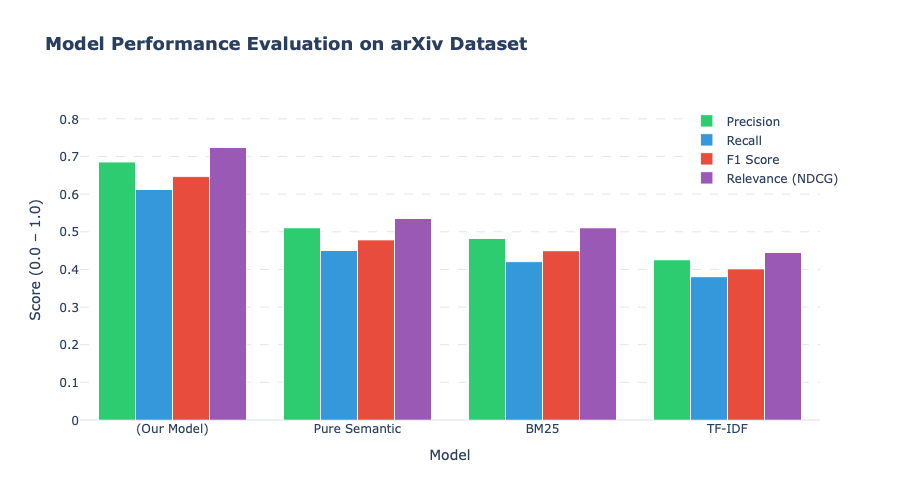 Model Performance Evaluation on arXiv Dataset
Precision
Recall
F1 Score
Relevance (NDCG)
Score (0.0 – 1.0)
0.8
0.7
0.6
0.5
0.4
0.3
0.2
0.1
0
(Our Model)
Pure Semantic
BM25
TF-IDF
Model